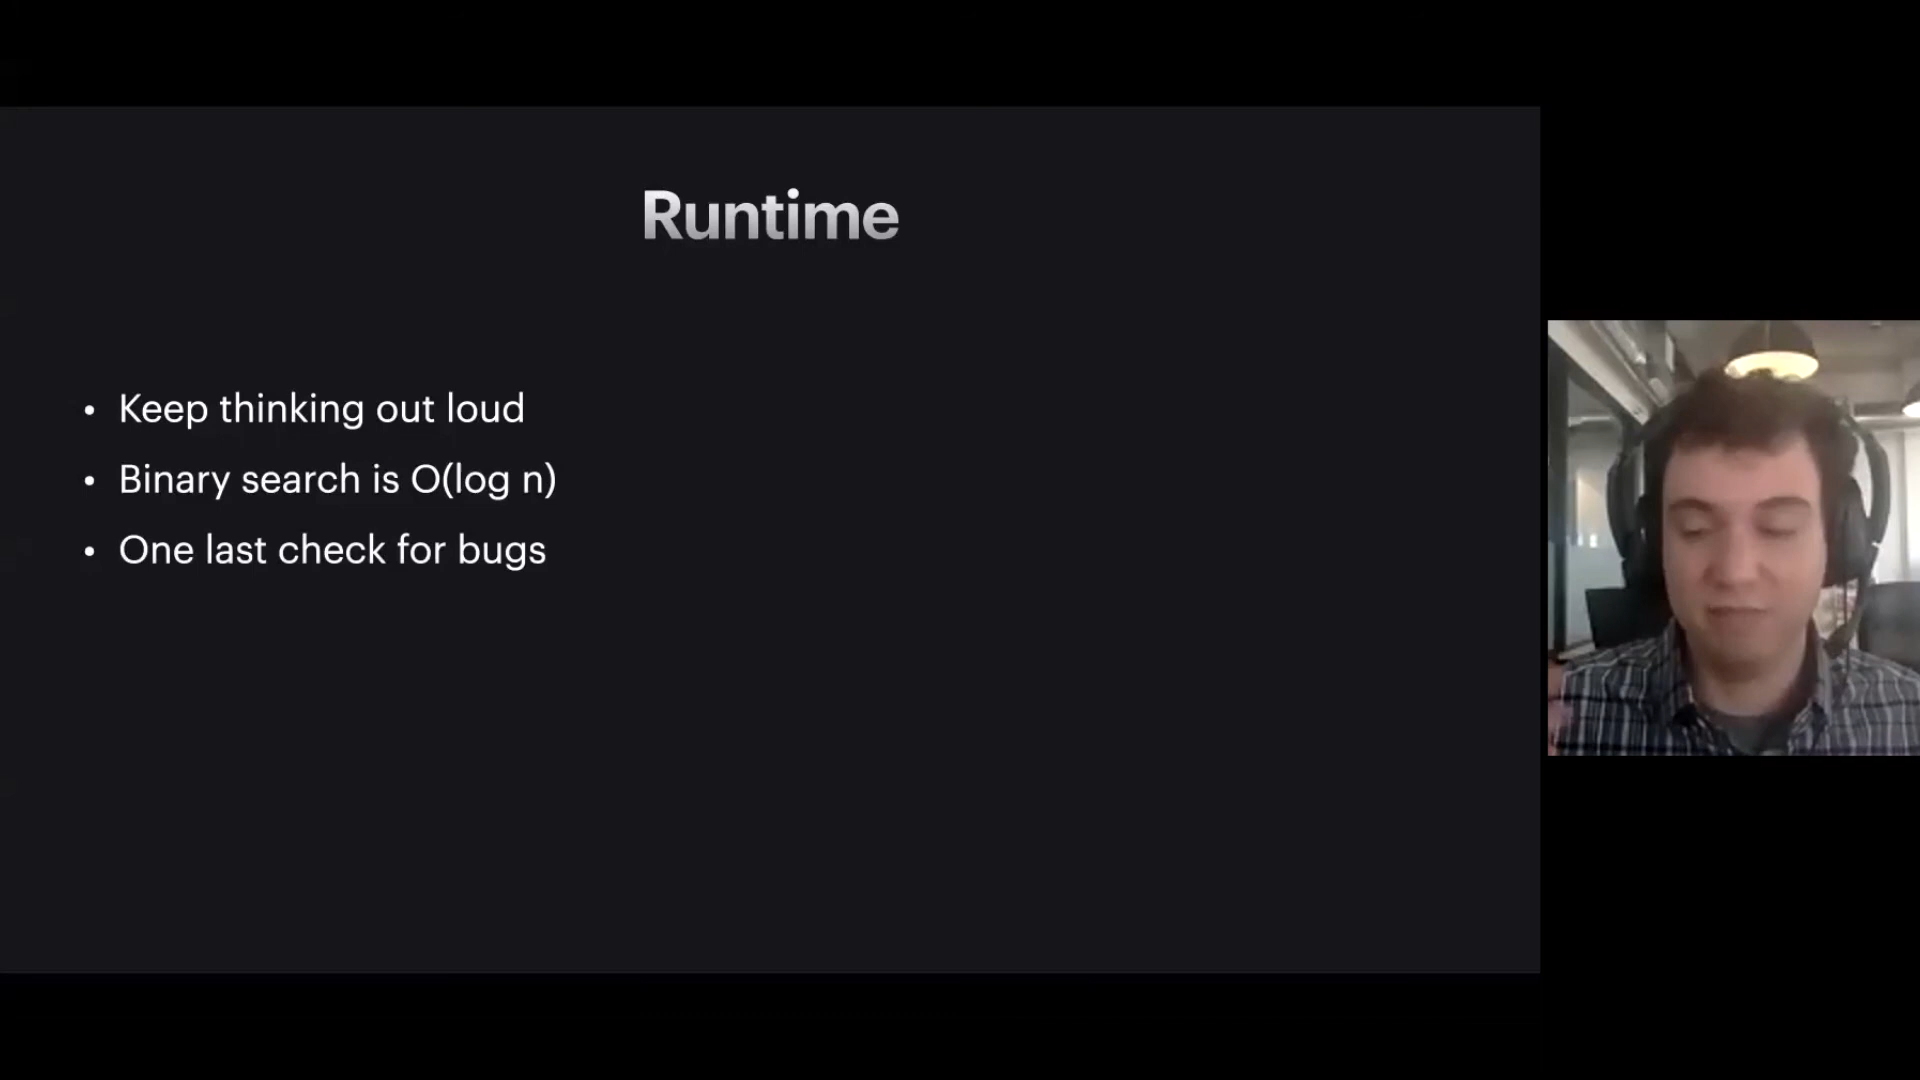 Runtime
• Keep thinking out loud
• Binary search is O(log n)
• One last check for bugs